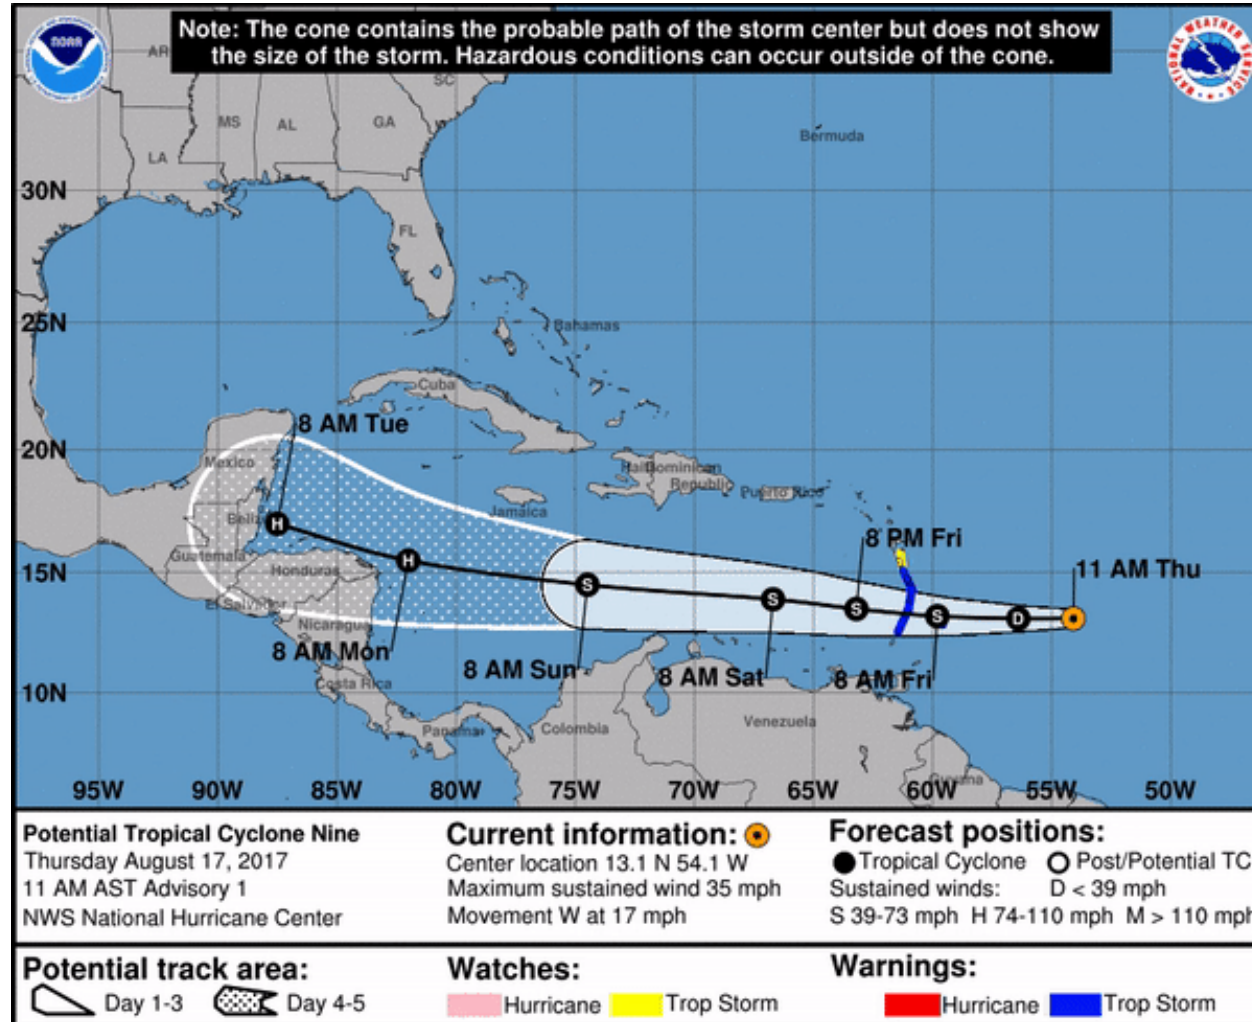 Note: The cone contains the probable path of the storm center but does not show
the size of the storm. Hazardous conditions can occur outside of the cone.
NOAA
NATIONAL WEATHER SERVICE
AR
SC
MS
AL
GA
LA
Bermuda
30N
FL
25N
Bahamas
Cuba
8 AM Tue
20N
Mexico
Haiti
Dominican
Republic
Puerto Rico
Jamaica
Belize
H
8 PM Fri
Guatemala
H
15N
Honduras
S
S
S
S
D
11 AM Thu
El Salvador
Nicaragua
8 AM Mon
8 AM Sun
8 AM Sat
8 AM Fri
Costa Rica
10N
Panama
Colombia
Venezuela
Guyana
95W 90W 85W 80W 75W 70W 65W 60W 55W 50W
Potential Tropical Cyclone Nine
Thursday August 17, 2017
11 AM AST Advisory 1
NWS National Hurricane Center
Current information:
Center location 13.1 N 54.1 W
Maximum sustained wind 35 mph
Movement W at 17 mph
Forecast positions:
Tropical Cyclone Post/Potential TC
Sustained winds: D < 39 mph
S 39-73 mph H 74-110 mph M > 110 mph
Potential track area:
Day 1-3 Day 4-5
Watches:
Hurricane Trop Storm
Warnings:
Hurricane Trop Storm